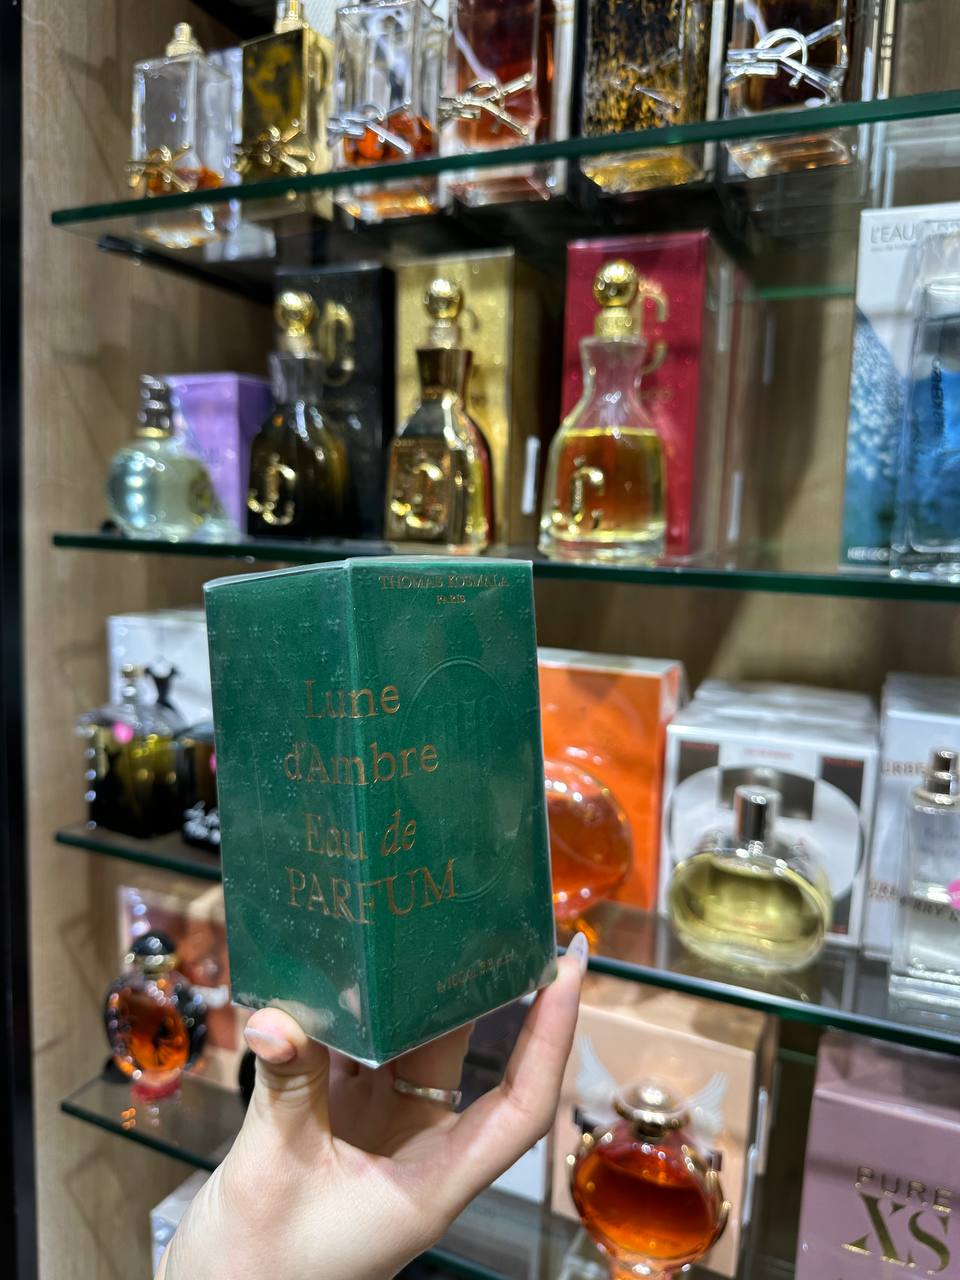 L'EAU
KENZO
THOMAS KOSMALA
PARIS
Lune
d'Ambre
Eau de
PARFUM
PURE
XS